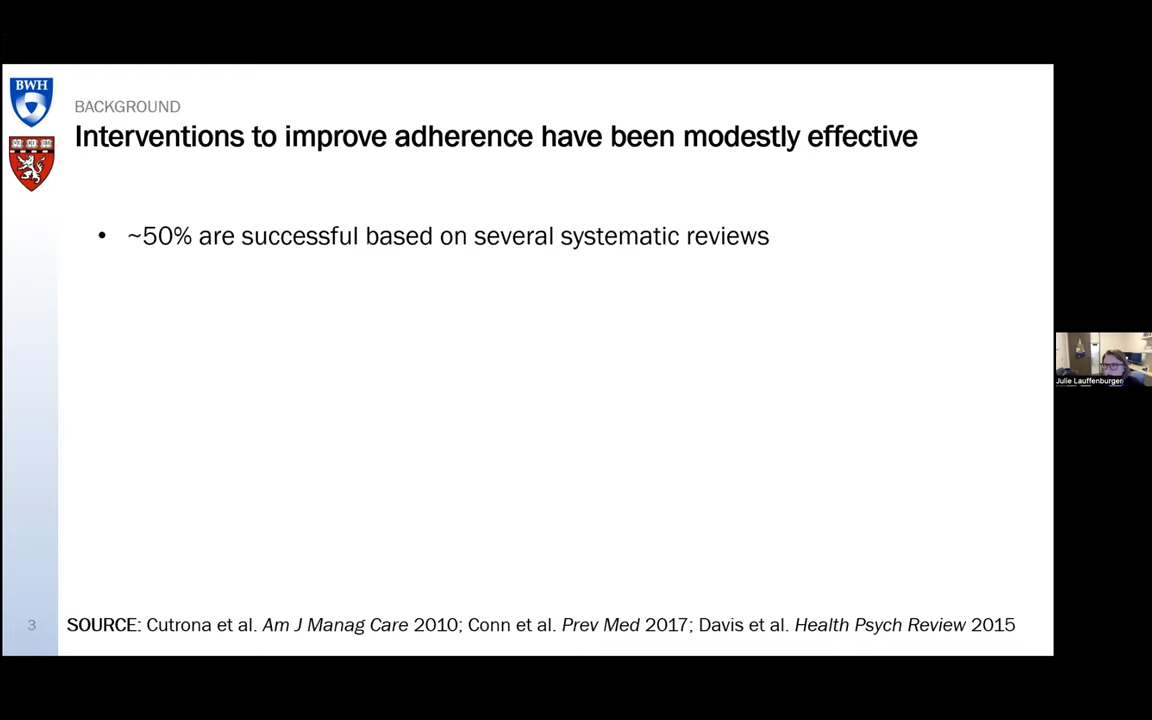 BWH
BACKGROUND
Interventions to improve adherence have been modestly effective
• ~50% are successful based on several systematic reviews
Julie Lauffenburger
3
SOURCE: Cutrona et al. Am J Manag Care 2010; Conn et al. Prev Med 2017; Davis et al. Health Psych Review 2015